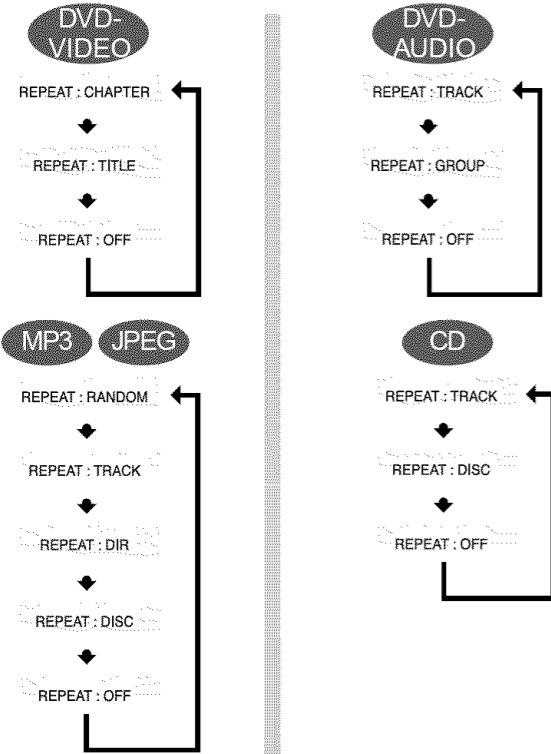 DVD-
VIDEO
REPEAT : CHAPTER
REPEAT : TITLE
REPEAT : OFF
DVD-
AUDIO
REPEAT : TRACK
REPEAT : GROUP
REPEAT : OFF
MP3 JPEG
REPEAT : RANDOM
REPEAT : TRACK
REPEAT : DIR
REPEAT : DISC
REPEAT : OFF
CD
REPEAT : TRACK
REPEAT : DISC
REPEAT : OFF